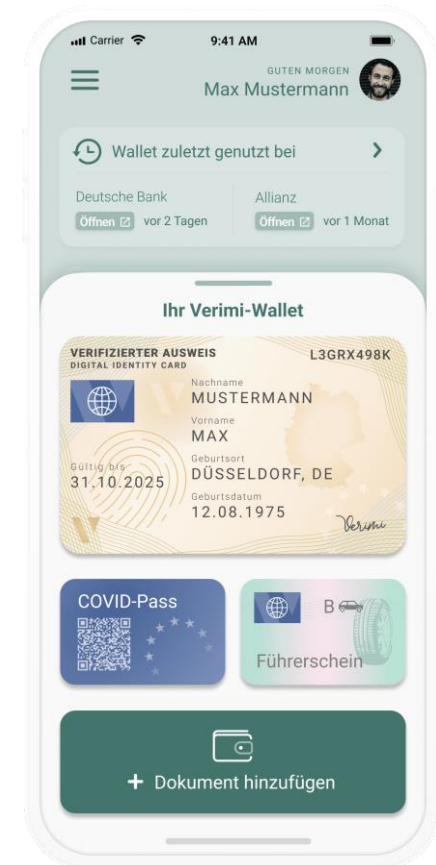 Carrier 9:41 AM
GUTEN MORGEN
Max Mustermann
Wallet zuletzt genutzt bei
Deutsche Bank Allianz
Öffnen vor 2 Tagen Öffnen vor 1 Monat
Ihr Verimi-Wallet
VERIFIZIERTER AUSWEIS L3GRX498K
DIGITAL IDENTITY CARD
Nachname
MUSTERMANN
Vorname
MAX
Geburtsort
Gültig bis DÜSSELDORF, DE
31.10.2025
Geburtsdatum
12.08.1975
Verimi
COVID-Pass
B
Führerschein
+ Dokument hinzufügen